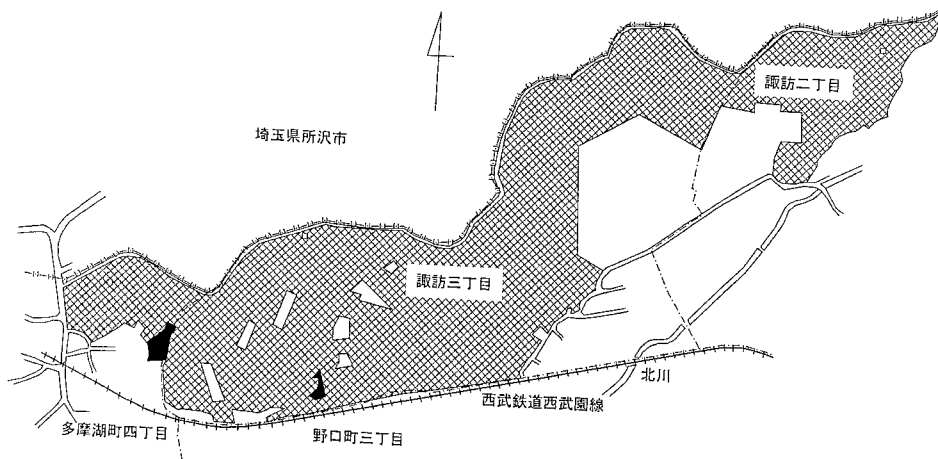 諏訪二丁目
埼玉県所沢市
諏訪三丁目
北川
西武鉄道西武園線
多摩湖町四丁目
野口町三丁目